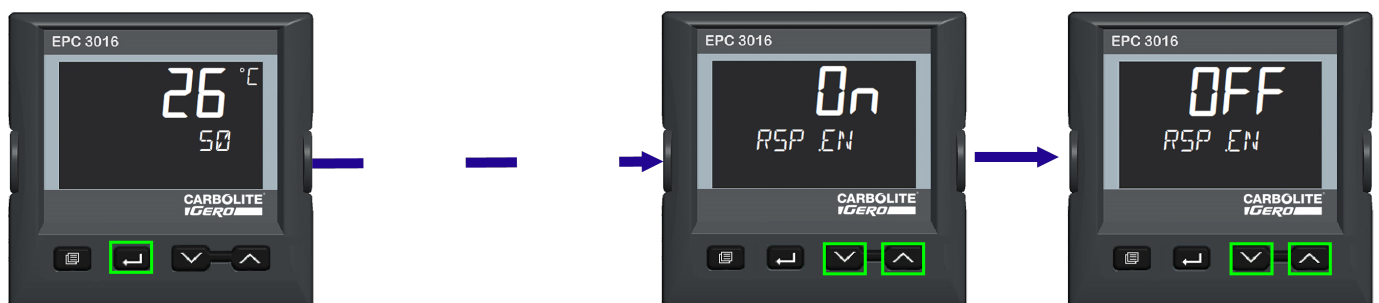 EPC 3016
26 °C
50
CARBOLITE
GERO
EPC 3016
On
RSP .EN
CARBOLITE
GERO
EPC 3016
OFF
RSP .EN
CARBOLITE
GERO